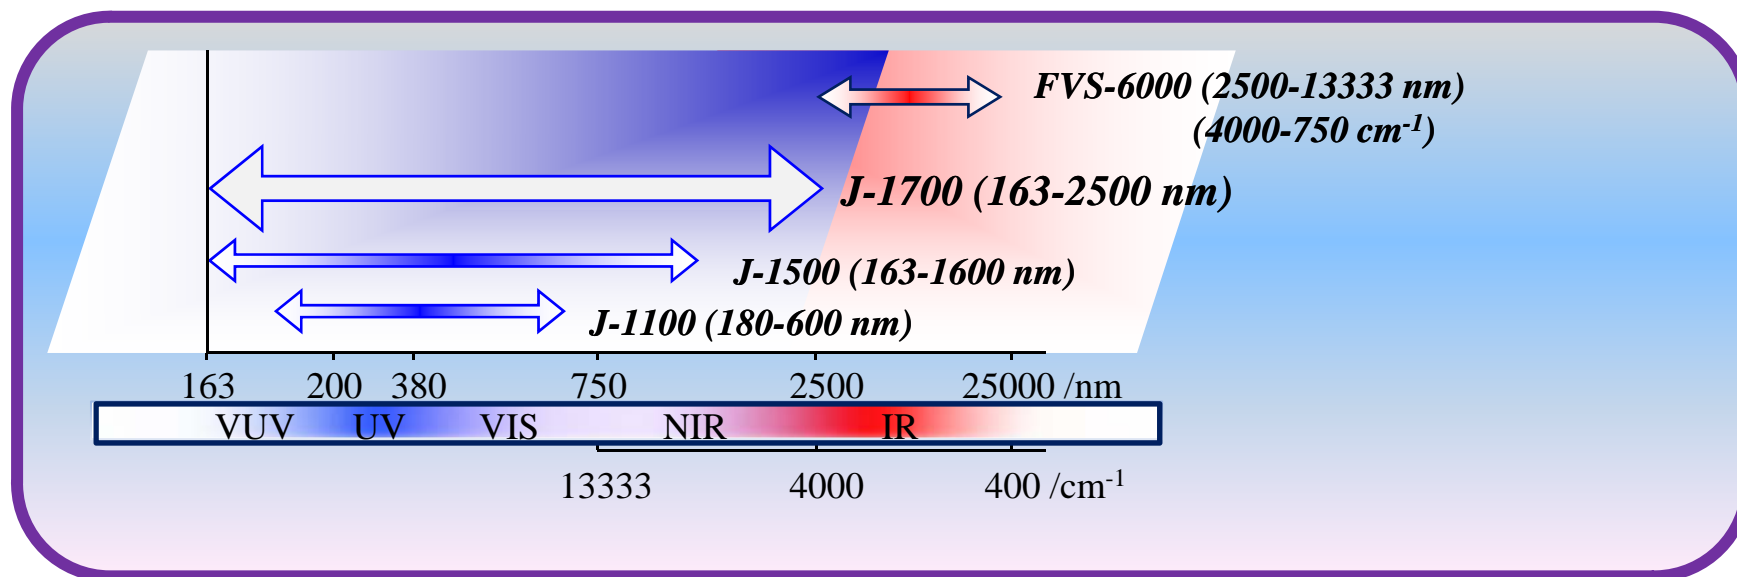 FVS-6000 (2500-13333 nm)
(4000-750 cm-1)
J-1700 (163-2500 nm)
J-1500 (163-1600 nm)
J-1100 (180-600 nm)
163 200 380 750 2500 25000 /nm
VUV UV VIS NIR IR
13333 4000 400 /cm-1